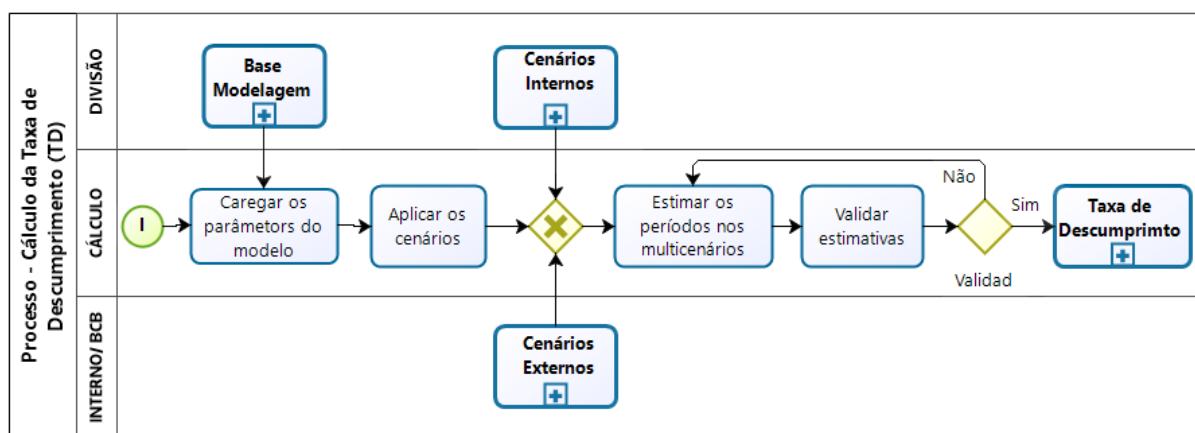 Processo - Cálculo da Taxa de
Descumprimento (TD)
DIVISÃO
Base
Modelagem
Cenários
Internos
CÁLCULO
I
Caregar os
parâmetors do
modelo
Aplicar os
cenários
Estimar os
períodos nos
multicenários
Validar
estimativas
Não
Sim
Validad
Taxa de
Descumprimto
INTERNO/ BCB
Cenários
Externos